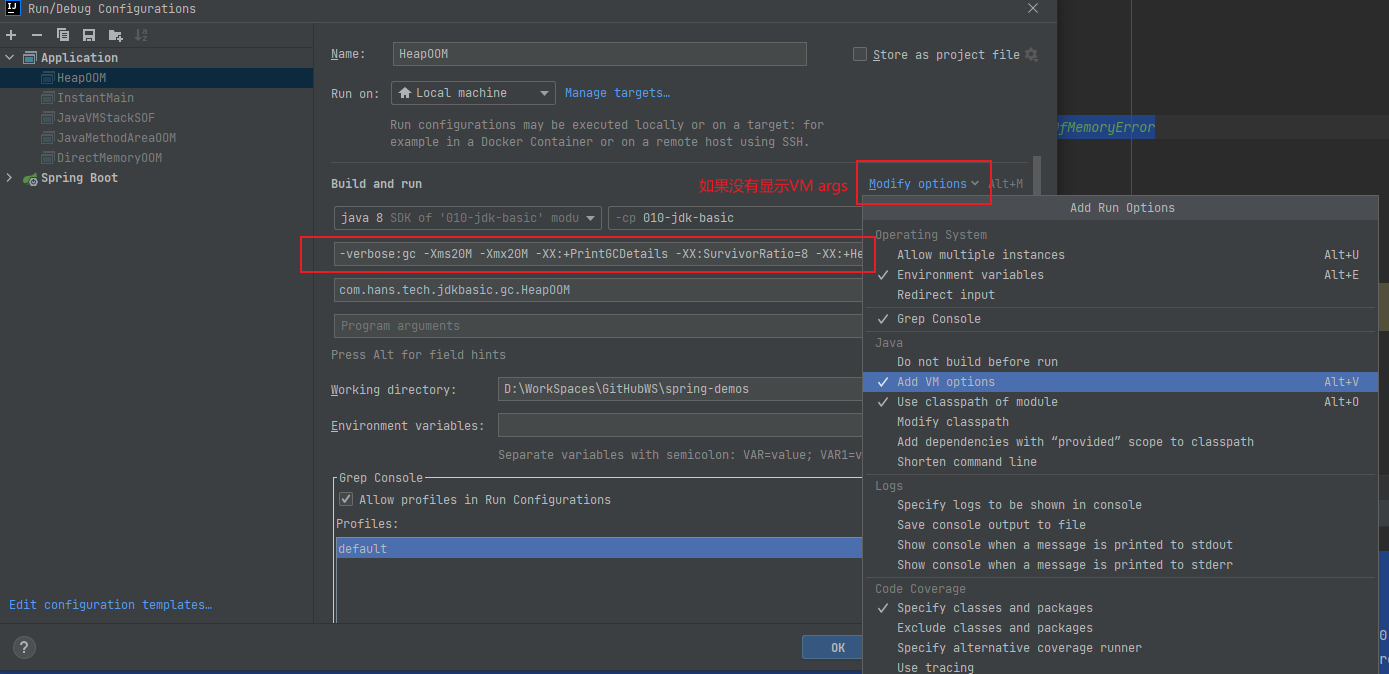 Run/Debug Configurations
Application
HeapOOM
InstantMain
JavaVMStackSOF
JavaMethodAreaOOM
DirectMemoryOOM
Spring Boot
Edit configuration templates…
Name: HeapOOM
Store as project file
Run on: Local machine
Manage targets…
Run configurations may be executed locally or on a target: for
example in a Docker Container or on a remote host using SSH.
Build and run
如果没有显示VM args
Modify options
Alt+M
java 8 SDK of '010-jdk-basic' modu
-cp 010-jdk-basic
-verbose:gc -Xms20M -Xmx20M -XX:+PrintGCDetails -XX:SurvivorRatio=8 -XX:+He
com.hans.tech.jdkbasic.gc.HeapOOM
Program arguments
Press Alt for field hints
Working directory: D:\WorkSpaces\GitHubWS\spring-demos
Environment variables:
Separate variables with semicolon: VAR=value; VAR1=v
Grep Console
Allow profiles in Run Configurations
Profiles:
default
?
OK
fMemoryError
Add Run Options
Operating System
Allow multiple instances Alt+U
Environment variables Alt+E
Redirect input
Grep Console
Java
Do not build before run
Add VM options Alt+V
Use classpath of module Alt+O
Modify classpath
Add dependencies with “provided” scope to classpath
Shorten command line
Logs
Specify logs to be shown in console
Save console output to file
Show console when a message is printed to stdout
Show console when a message is printed to stderr
Code Coverage
Specify classes and packages
Exclude classes and packages
Specify alternative coverage runner
Use tracing